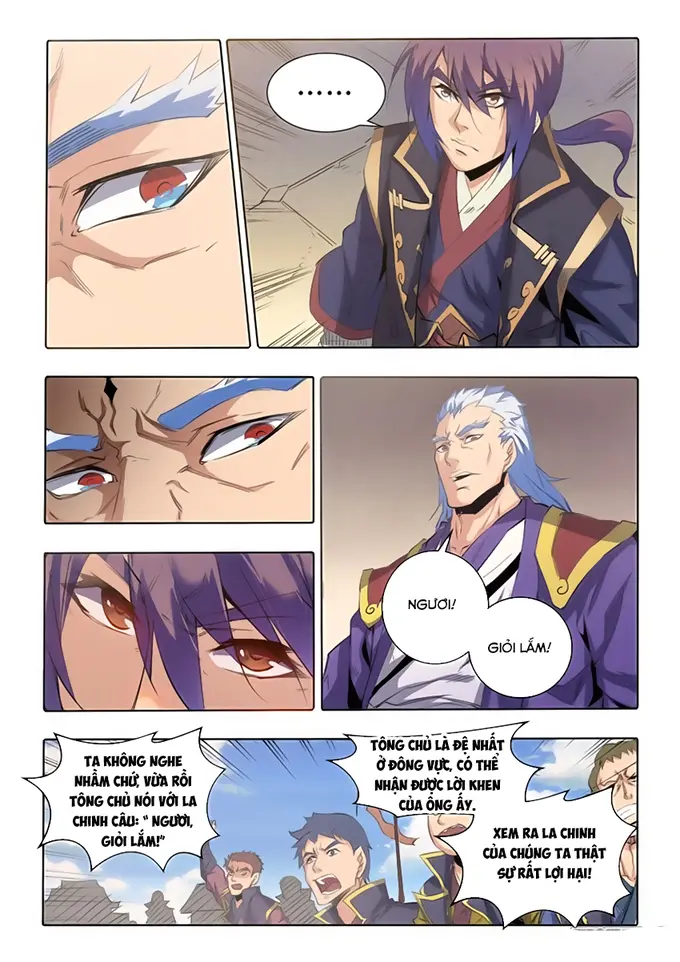 ......
NGƯƠI!
GIỎI LẮM!
TA KHÔNG NGHE
NHẦM CHỨ, VỪA RỒI
TÔNG CHỦ NÓI VỚI LA
CHINH CÂU: “ NGƯƠI,
GIỎI LẮM!”
TÔNG CHỦ LÀ ĐỆ NHẤT
Ở ĐÔNG VỰC, CÓ THỂ
NHẬN ĐƯỢC LỜI KHEN
CỦA ÔNG ẤY.
XEM RA LA CHINH
CỦA CHÚNG TA THẬT
SỰ RẤT LỢI HẠI!